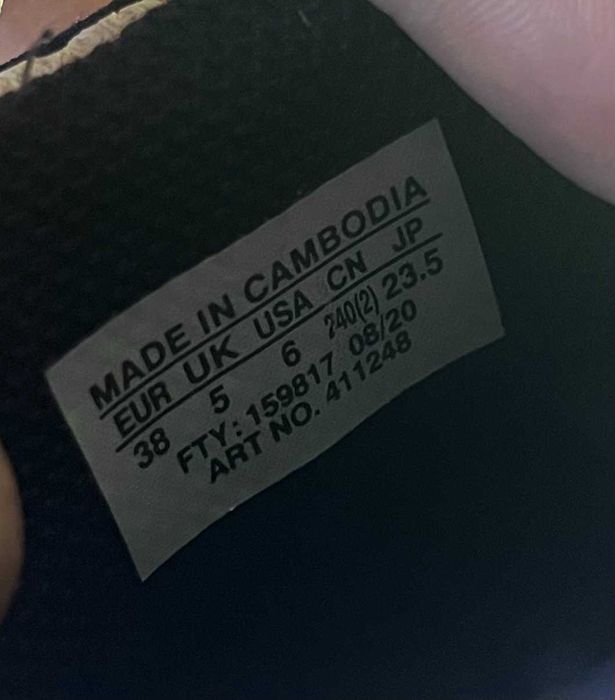 MADE IN CAMBODIA
EUR UK USA CN JP
38 5 6 240(2) 23.5
FTY: 159817 08/20
ART NO. 411248